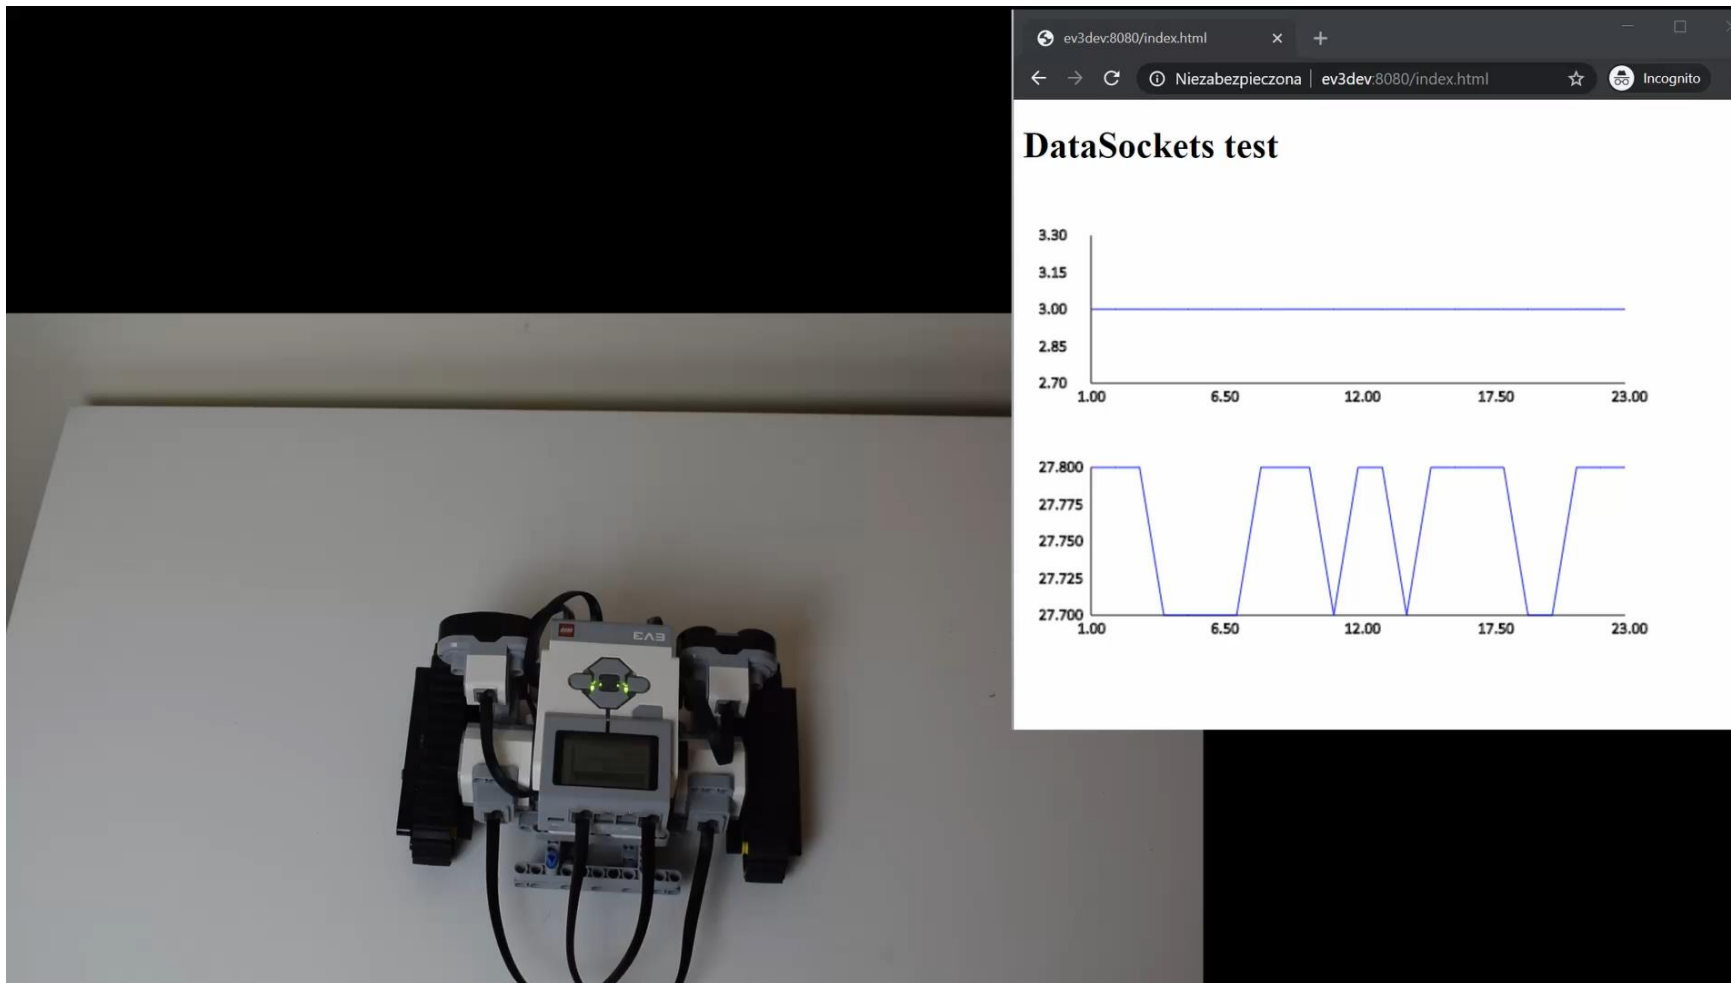 ev3dev:8080/index.html
Niezabezpieczona | ev3dev:8080/index.html
Incognito
DataSockets test
3.30
3.15
3.00
2.85
2.70
1.00 6.50 12.00 17.50 23.00
27.800
27.775
27.750
27.725
27.700
1.00 6.50 12.00 17.50 23.00
LEGO
EV3